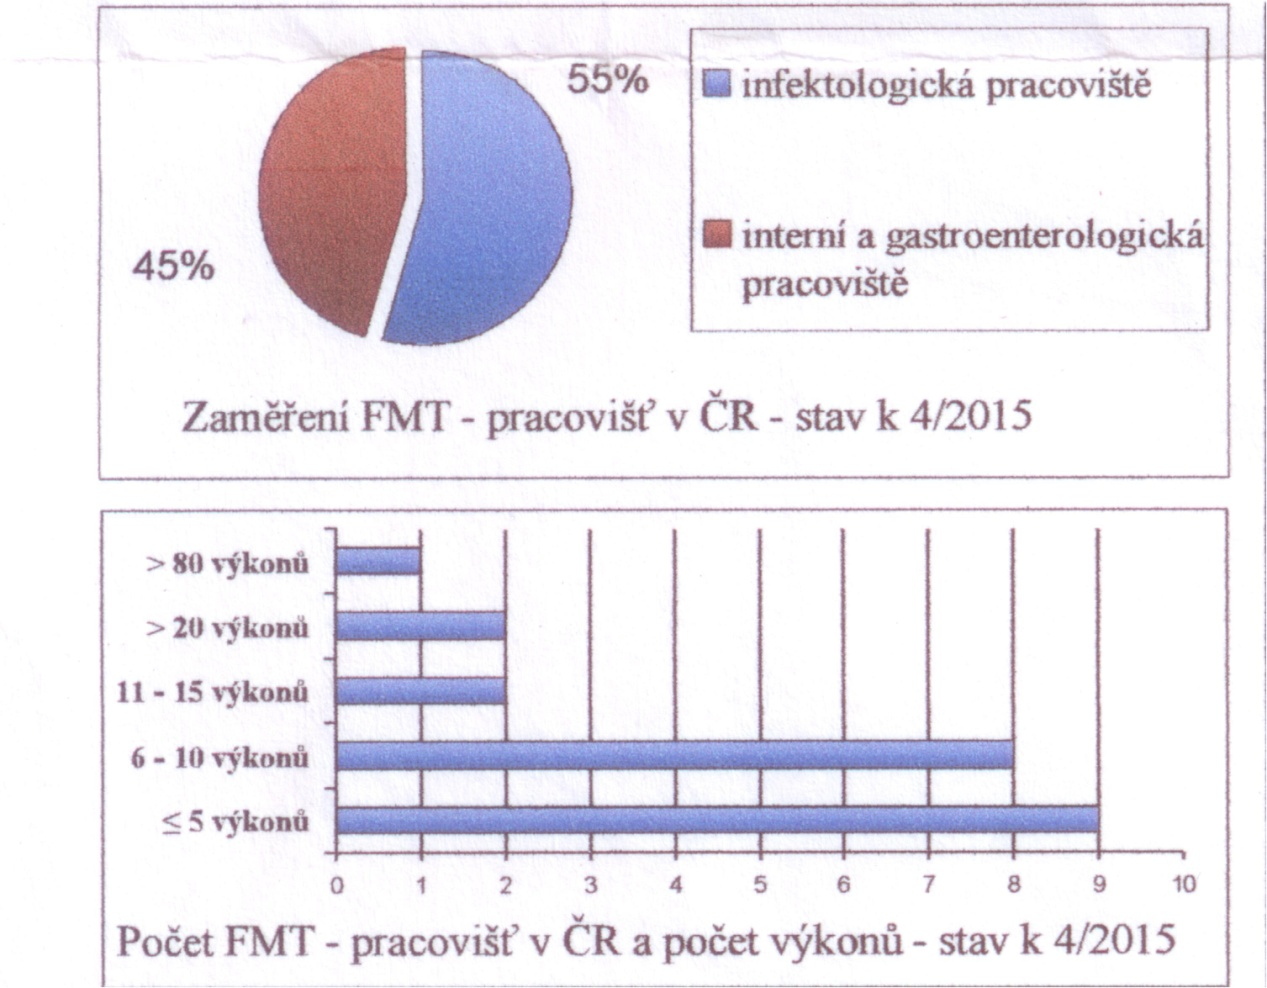 55%
infektologická pracoviště
interní a gastroenterologická
pracoviště
45%
Zaměření FMT - pracovišť v ČR - stav k 4/2015
> 80 výkonů
> 20 výkonů
11 - 15 výkonů
6 - 10 výkonů
≤ 5 výkonů
0 1 2 3 4 5 6 7 8 9 10
Počet FMT - pracovišť v ČR a počet výkonů - stav k 4/2015